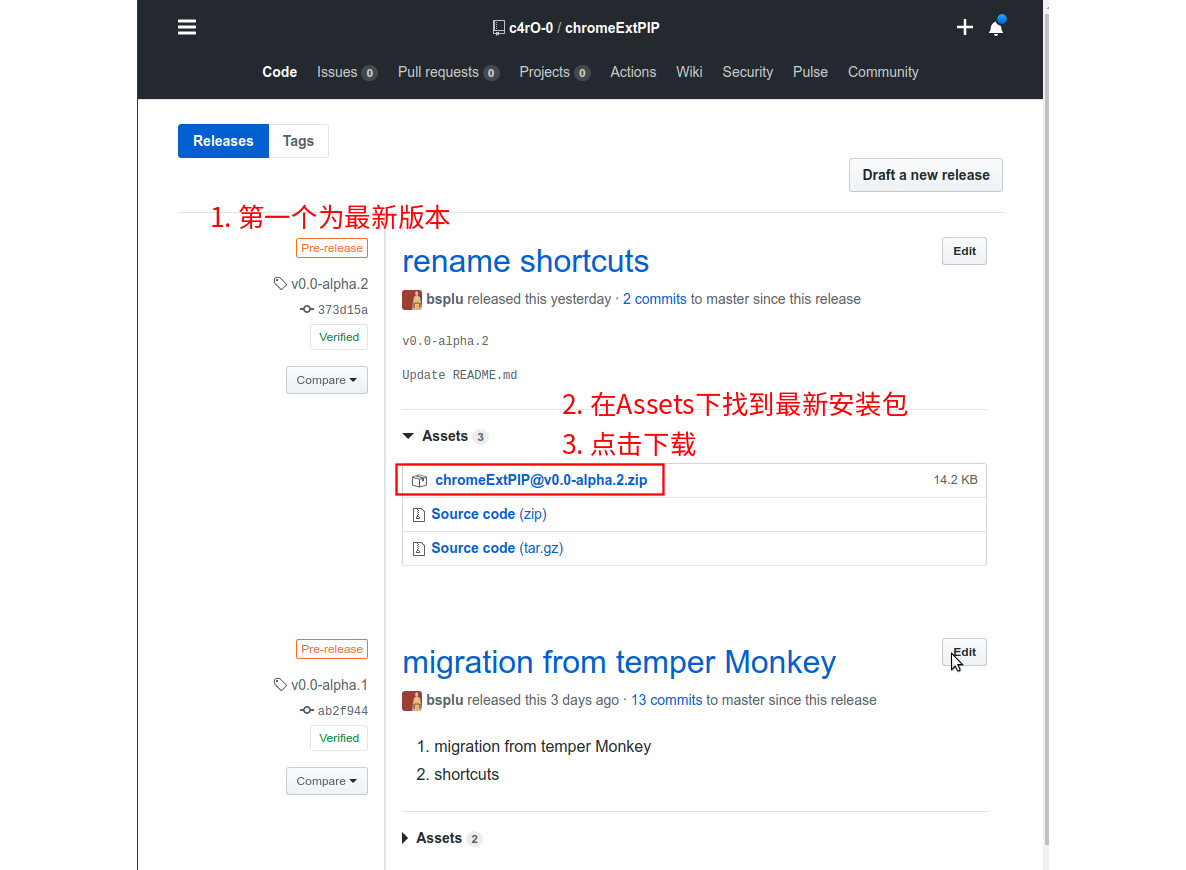 c4rO-0 / chromeExtPIP
Code Issues 0 Pull requests 0 Projects 0 Actions Wiki Security Pulse Community
Releases Tags
Draft a new release
1. 第一个为最新版本
Pre-release
rename shortcuts
Edit
v0.0-alpha.2
bsplu released this yesterday · 2 commits to master since this release
373d15a
Verified
v0.0-alpha.2
Compare
Update README.md
2. 在Assets下找到最新安装包
Assets 3
3. 点击下载
chromeExtPIP@v0.0-alpha.2.zip 14.2 KB
Source code (zip)
Source code (tar.gz)
Pre-release
migration from temper Monkey
Edit
v0.0-alpha.1
bsplu released this 3 days ago · 13 commits to master since this release
ab2f944
Verified
1. migration from temper Monkey
2. shortcuts
Compare
Assets 2